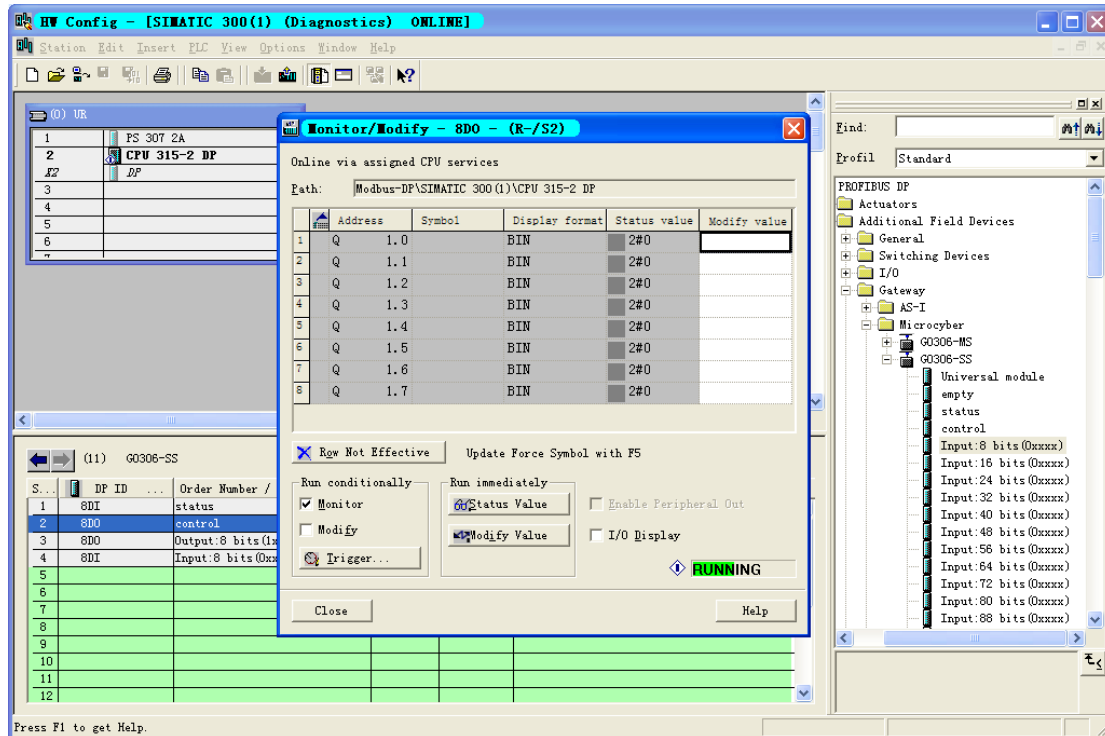 HW Config - [SIMATIC 300(1) (Diagnostics) ONLINE]
Station Edit Insert PLC View Options Window Help
(0) UR
1 PS 307 2A
2 CPU 315-2 DP
X2 DP
3
4
5
6
7
Monitor/Modify - 8DO - (R-/S2)
Online via assigned CPU services
Path: Modbus-DP\SIMATIC 300(1)\CPU 315-2 DP
Address Symbol Display format Status value Modify value
1 Q 1.0 BIN 2#0
2 Q 1.1 BIN 2#0
3 Q 1.2 BIN 2#0
4 Q 1.3 BIN 2#0
5 Q 1.4 BIN 2#0
6 Q 1.5 BIN 2#0
7 Q 1.6 BIN 2#0
8 Q 1.7 BIN 2#0
Row Not Effective Update Force Symbol with F5
Run conditionally Run immediately
Monitor Status Value Enable Peripheral Out
Modify Modify Value I/O Display
Trigger... RUNNING
Close Help
(11) G0306-SS
S... DP ID ... Order Number /
1 8DI status
2 8DO control
3 8DO Output:8 bits(1x
4 8DI Input:8 bits(0xx
5
6
7
8
9
10
11
12
Find:
Profil Standard
PROFIBUS DP
Actuators
Additional Field Devices
General
Switching Devices
I/O
Gateway
AS-I
Microcyber
G0306-MS
G0306-SS
Universal module
empty
status
control
Input:8 bits(0xxxx)
Input:16 bits(0xxxx)
Input:24 bits(0xxxx)
Input:32 bits(0xxxx)
Input:40 bits(0xxxx)
Input:48 bits(0xxxx)
Input:56 bits(0xxxx)
Input:64 bits(0xxxx)
Input:72 bits(0xxxx)
Input:80 bits(0xxxx)
Input:88 bits(0xxxx)
Press F1 to get Help.